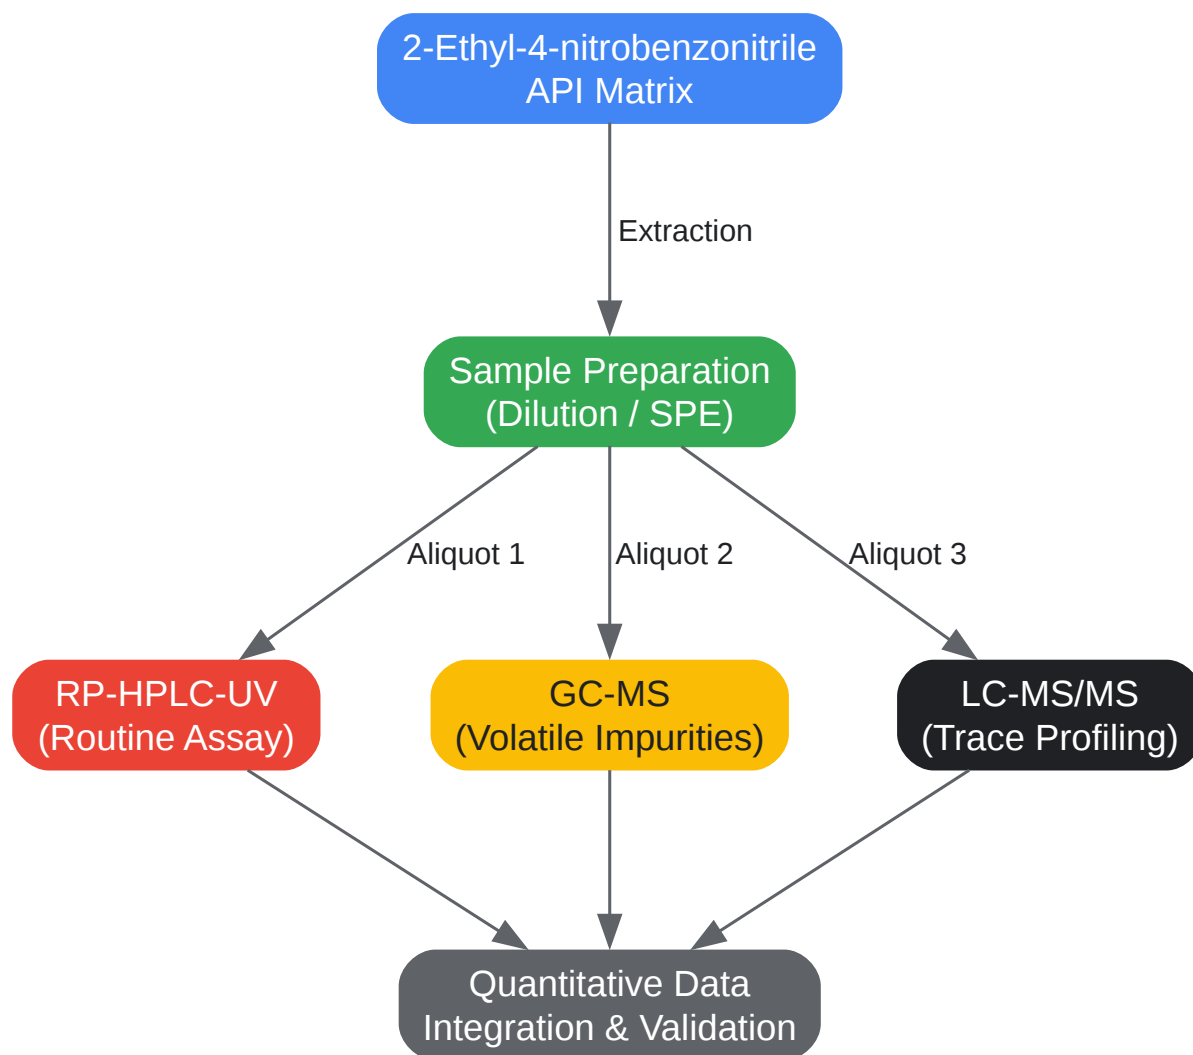 2-Ethyl-4-nitrobenzonitrile
API Matrix
Extraction
Sample Preparation
(Dilution / SPE)
Aliquot 1
Aliquot 2
Aliquot 3
RP-HPLC-UV
(Routine Assay)
GC-MS
(Volatile Impurities)
LC-MS/MS
(Trace Profiling)
Quantitative Data
Integration & Validation